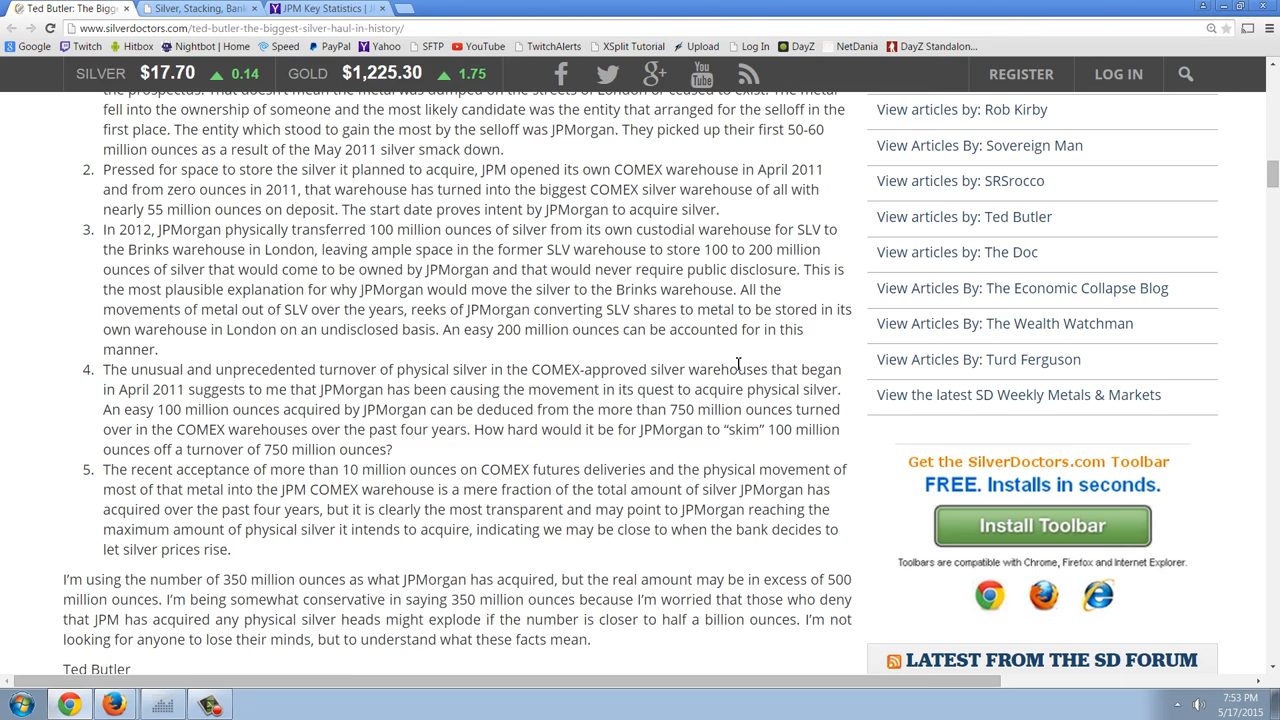 Ted Butler: The Bigg
Silver, Stacking, Bank
JPM Key Statistics | J
www.silverdoctors.com/ted-butler-the-biggest-silver-haul-in-history/
Google Twitch Hitbox Nightbot | Home Speed PayPal Yahoo SFTP YouTube TwitchAlerts XSplit Tutorial Upload Log In DayZ NetDania DayZ Standalon...
SILVER $17.70 0.14 GOLD $1,225.30 1.75 You Tube REGISTER LOG IN
fell into the ownership of someone and the most likely candidate was the entity that arranged for the selloff in the
first place. The entity which stood to gain the most by the selloff was JPMorgan. They picked up their first 50-60
million ounces as a result of the May 2011 silver smack down.
2. Pressed for space to store the silver it planned to acquire, JPM opened its own COMEX warehouse in April 2011
and from zero ounces in 2011, that warehouse has turned into the biggest COMEX silver warehouse of all with
nearly 55 million ounces on deposit. The start date proves intent by JPMorgan to acquire silver.
3. In 2012, JPMorgan physically transferred 100 million ounces of silver from its own custodial warehouse for SLV to
the Brinks warehouse in London, leaving ample space in the former SLV warehouse to store 100 to 200 million
ounces of silver that would come to be owned by JPMorgan and that would never require public disclosure. This is
the most plausible explanation for why JPMorgan would move the silver to the Brinks warehouse. All the
movements of metal out of SLV over the years, reeks of JPMorgan converting SLV shares to metal to be stored in its
own warehouse in London on an undisclosed basis. An easy 200 million ounces can be accounted for in this
manner.
4. The unusual and unprecedented turnover of physical silver in the COMEX-approved silver warehouses that began
in April 2011 suggests to me that JPMorgan has been causing the movement in its quest to acquire physical silver.
An easy 100 million ounces acquired by JPMorgan can be deduced from the more than 750 million ounces turned
over in the COMEX warehouses over the past four years. How hard would it be for JPMorgan to “skim” 100 million
ounces off a turnover of 750 million ounces?
5. The recent acceptance of more than 10 million ounces on COMEX futures deliveries and the physical movement of
most of that metal into the JPM COMEX warehouse is a mere fraction of the total amount of silver JPMorgan has
acquired over the past four years, but it is clearly the most transparent and may point to JPMorgan reaching the
maximum amount of physical silver it intends to acquire, indicating we may be close to when the bank decides to
let silver prices rise.
I’m using the number of 350 million ounces as what JPMorgan has acquired, but the real amount may be in excess of 500
million ounces. I’m being somewhat conservative in saying 350 million ounces because I’m worried that those who deny
that JPM has acquired any physical silver heads might explode if the number is closer to half a billion ounces. I’m not
looking for anyone to lose their minds, but to understand what these facts mean.
Ted Butler
View articles by: Rob Kirby
View Articles By: Sovereign Man
View articles by: SRSrocco
View articles by: Ted Butler
View articles by: The Doc
View Articles By: The Economic Collapse Blog
View Articles By: The Wealth Watchman
View Articles By: Turd Ferguson
View the latest SD Weekly Metals & Markets
Get the SilverDoctors.com Toolbar
FREE. Installs in seconds.
Install Toolbar
Toolbars are compatible with Chrome, Firefox and Internet Explorer.
LATEST FROM THE SD FORUM
7:53 PM
5/17/2015